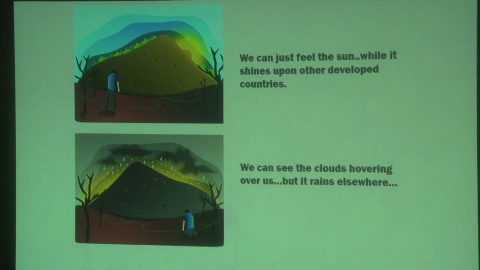 We can just feel the sun..while it
shines upon other developed
countries.
We can see the clouds hovering
over us...but it rains elsewhere...